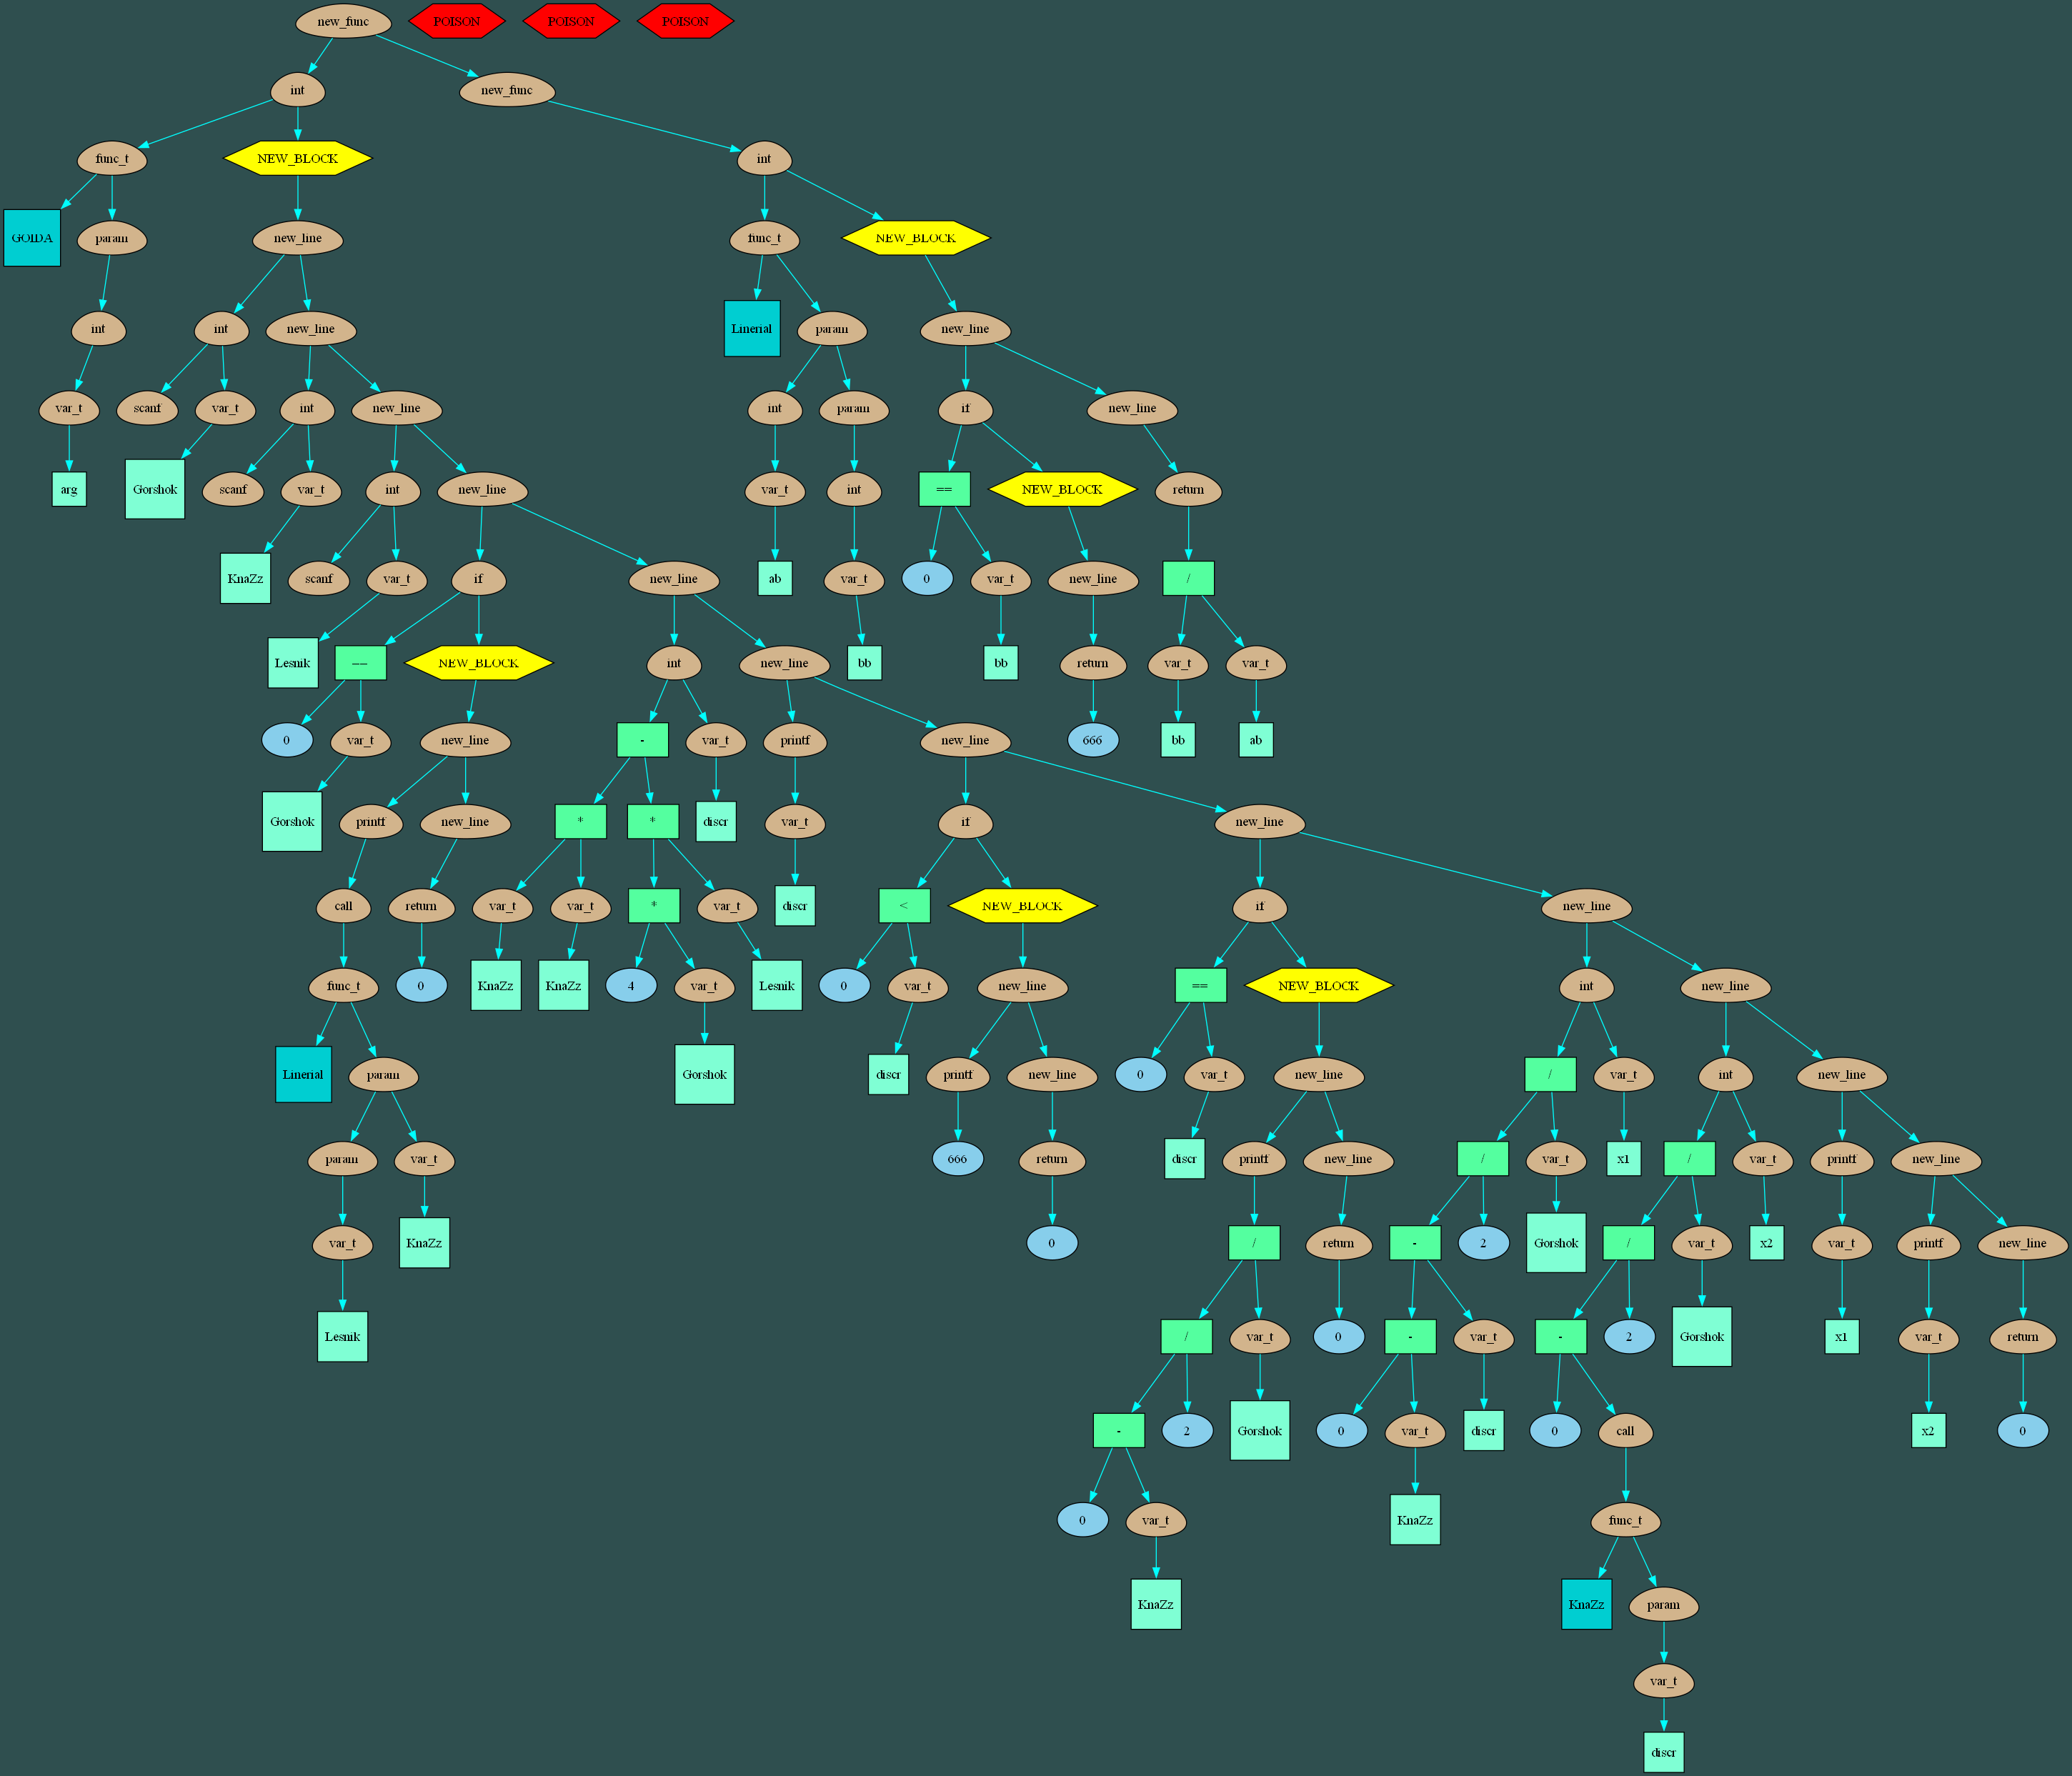 new_func POISON POISON POISON
int new_func
func_t NEW_BLOCK int
GOIDA param new_line func_t NEW_BLOCK
int int new_line Linerial param new_line
var_t scanf var_t int new_line int param if new_line
arg Gorshok scanf var_t int new_line var_t int == NEW_BLOCK return
KnaZz scanf var_t if new_line ab var_t 0 var_t new_line /
Lesnik == NEW_BLOCK int new_line bb bb return var_t var_t
0 var_t new_line - var_t printf new_line 666 bb ab
Gorshok printf new_line * * discr var_t if new_line
call return var_t var_t * var_t discr < NEW_BLOCK if new_line
func_t 0 KnaZz KnaZz 4 var_t Lesnik 0 var_t new_line == NEW_BLOCK int new_line
Linerial param Gorshok discr printf new_line 0 var_t new_line / var_t int new_line
param var_t 666 return discr printf new_line / var_t x1 / var_t printf new_line
var_t KnaZz 0 / return - 2 Gorshok / var_t x2 var_t printf new_line
Lesnik / var_t 0 - var_t - 2 Gorshok x1 var_t return
- 2 Gorshok 0 var_t discr 0 call x2 0
0 var_t KnaZz func_t
KnaZz KnaZz param
var_t
discr